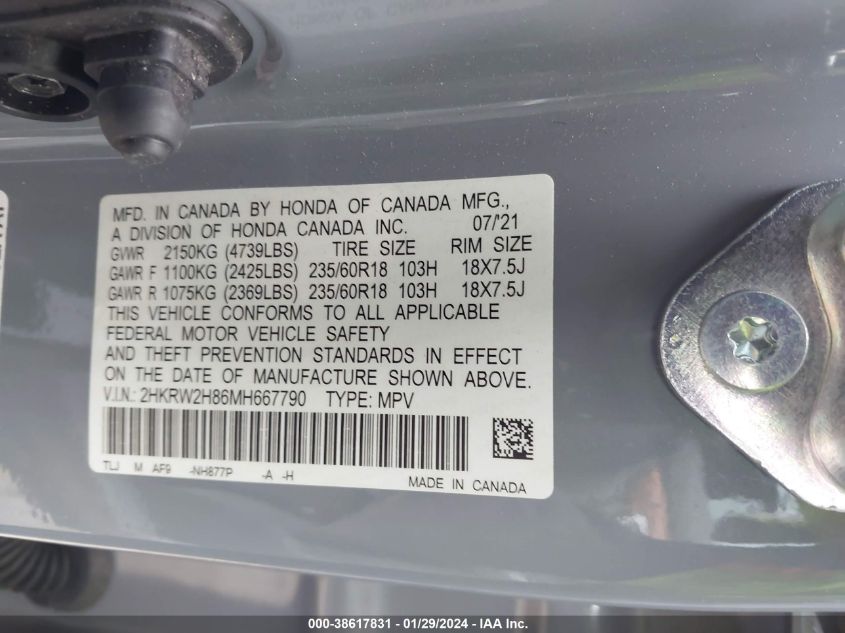 MFD. IN CANADA BY HONDA OF CANADA MFG.,
A DIVISION OF HONDA CANADA INC. 07/'21
GVWR 2150KG (4739LBS) TIRE SIZE RIM SIZE
GAWR F 1100KG (2425LBS) 235/60R18 103H 18X7.5J
GAWR R 1075KG (2369LBS) 235/60R18 103H 18X7.5J
THIS VEHICLE CONFORMS TO ALL APPLICABLE
FEDERAL MOTOR VEHICLE SAFETY
AND THEFT PREVENTION STANDARDS IN EFFECT
ON THE DATE OF MANUFACTURE SHOWN ABOVE.
V.I.N.: 2HKRW2H86MH667790 TYPE: MPV
TLJ M AF9 -NH877P -A -H
MADE IN CANADA
000-38617831 - 01/29/2024 - IAA Inc.